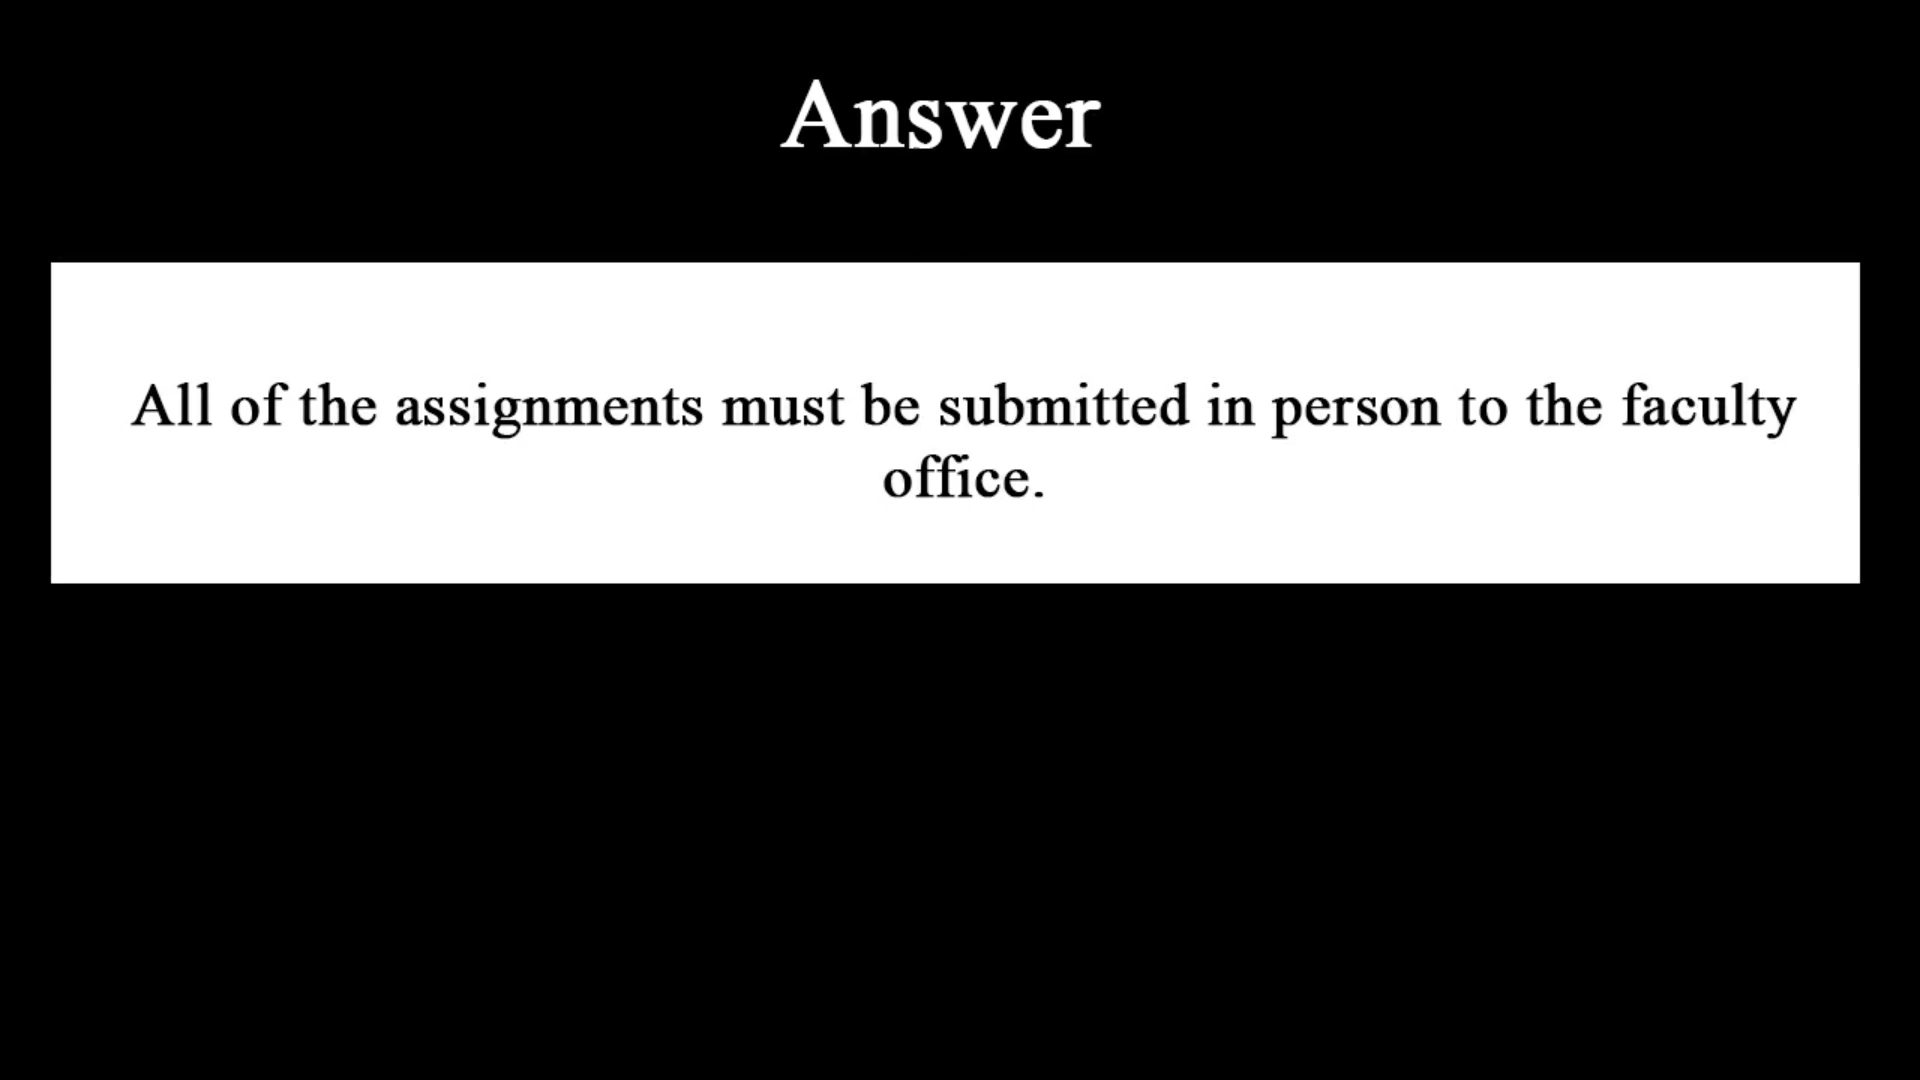 Answer
All of the assignments must be submitted in person to the faculty
office.